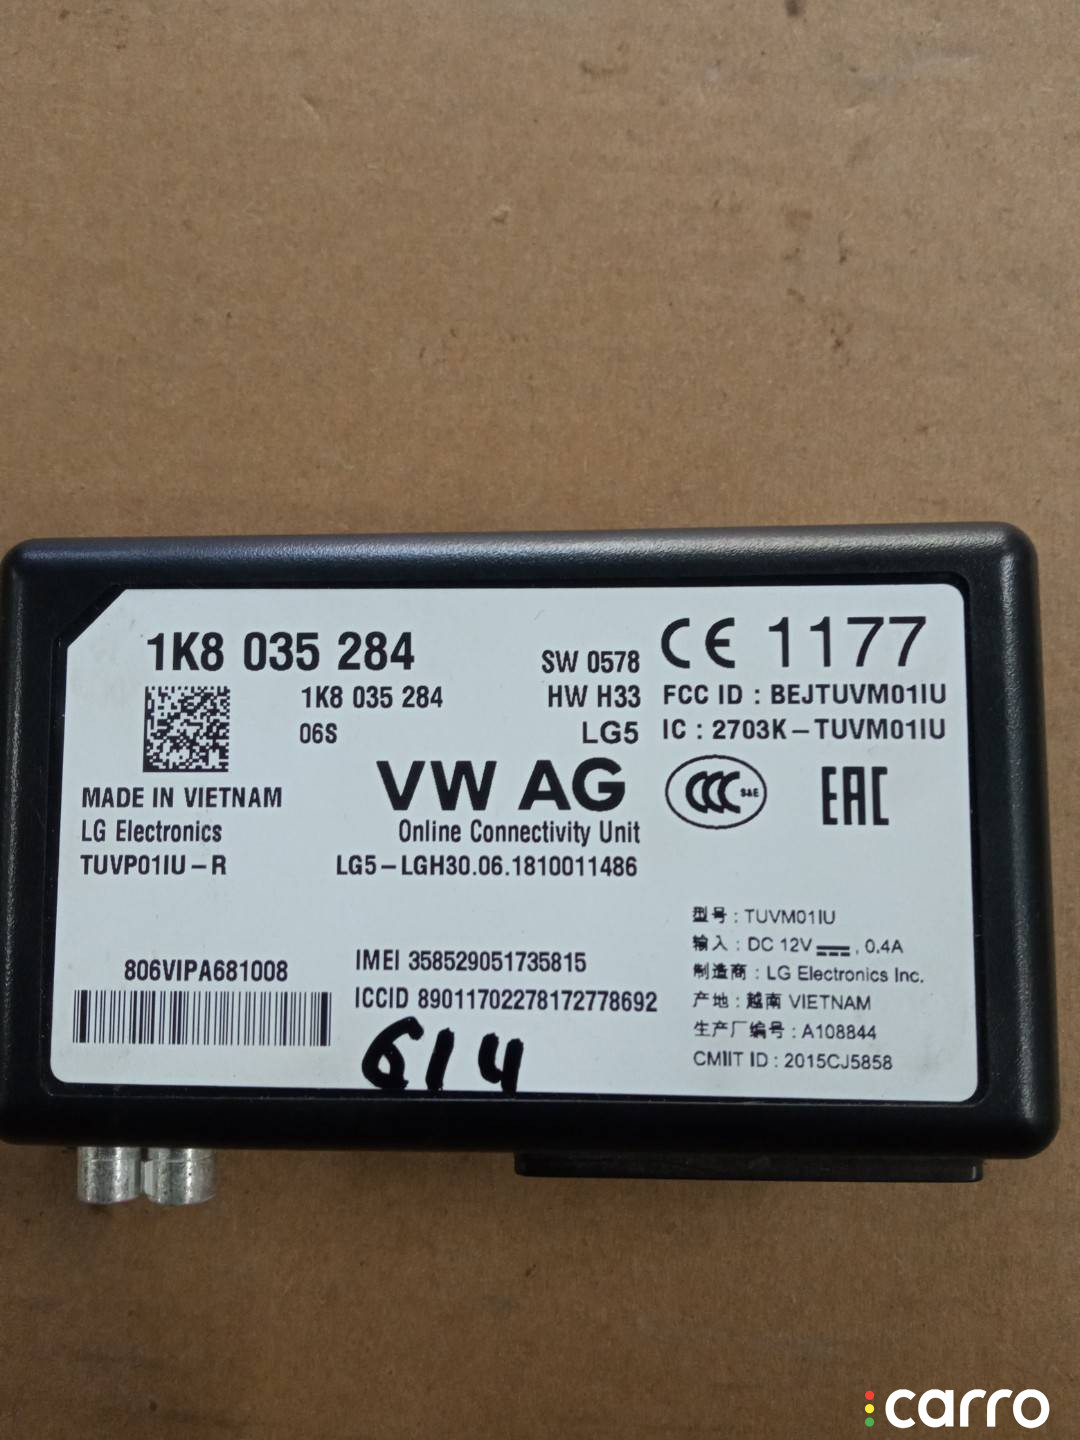 1K8 035 284
1K8 035 284
06S
SW 0578
HW H33
LG5
CE 1177
FCC ID : BEJTUVM01IU
IC : 2703K-TUVM01IU
CCC S&E
EAC
MADE IN VIETNAM
LG Electronics
TUVP01IU-R
VW AG
Online Connectivity Unit
LG5-LGH30.06.1810011486
806VIPA681008
IMEI 358529051735815
ICCID 89011702278172778692
614
型号 : TUVM01IU
输入 : DC 12V ⎓, 0.4A
制造商 : LG Electronics Inc.
产地 : 越南 VIETNAM
生产厂编号 : A108844
CMIIT ID : 2015CJ5858
carro